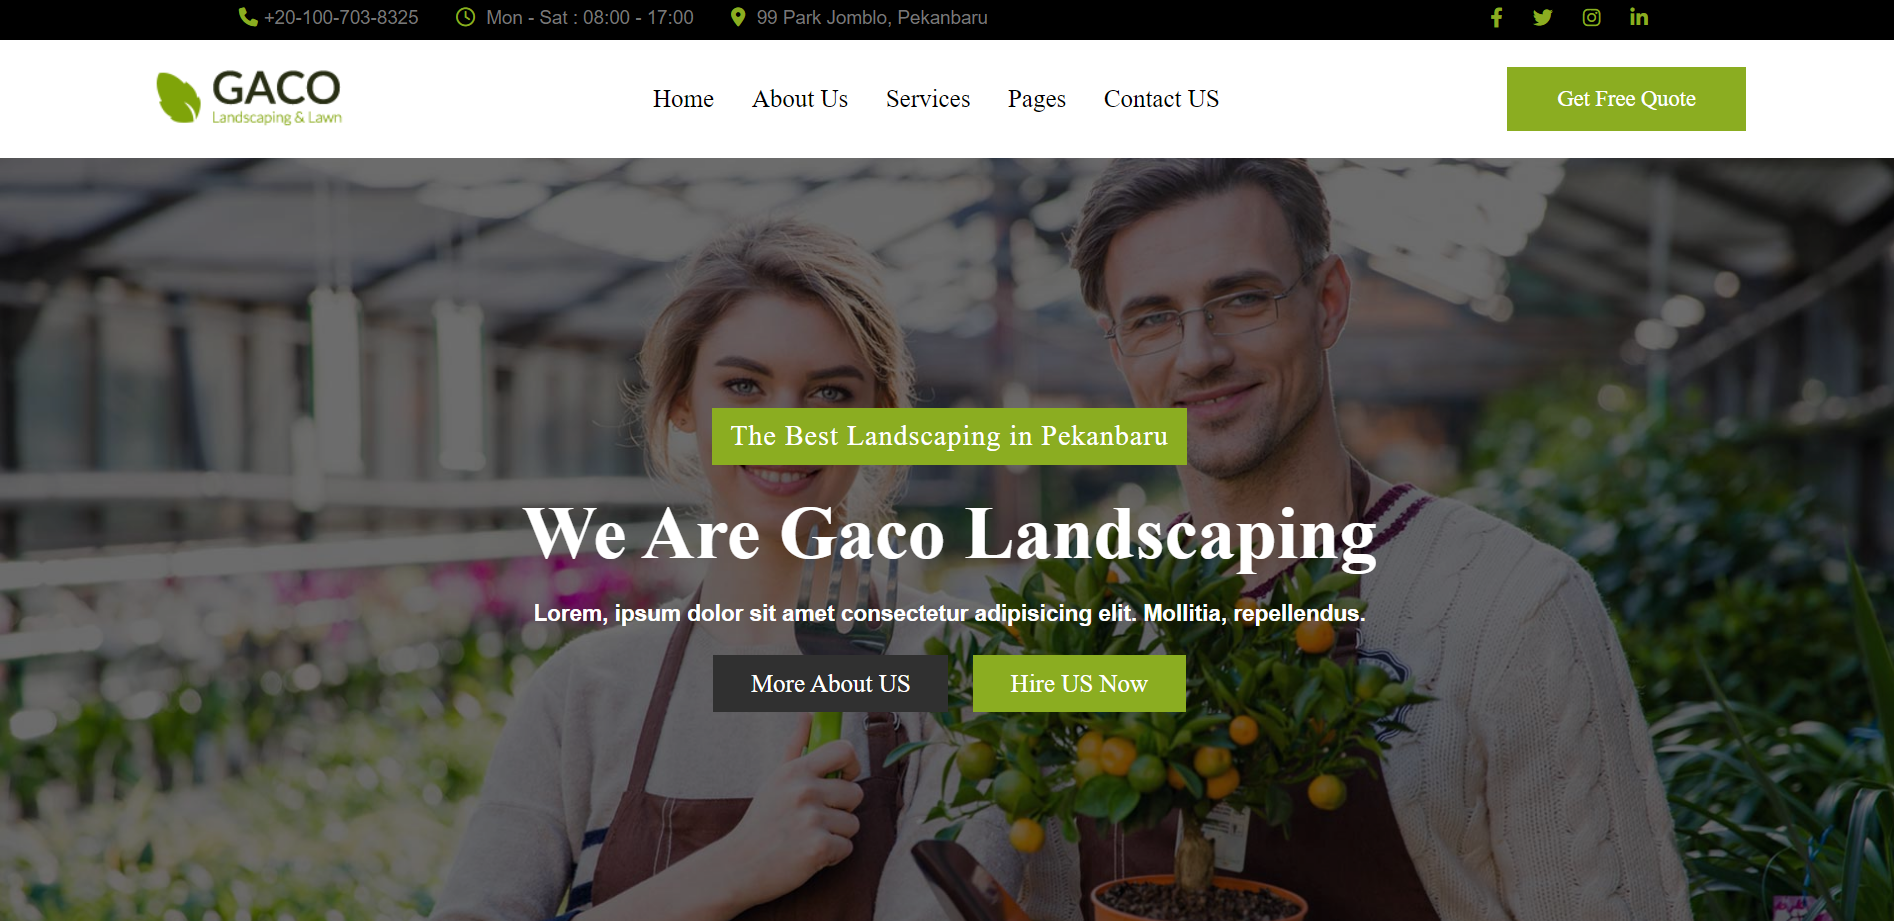 +20-100-703-8325 Mon - Sat : 08:00 - 17:00 99 Park Jomblo, Pekanbaru
GACO
Landscaping & Lawn
Home About Us Services Pages Contact US
Get Free Quote
The Best Landscaping in Pekanbaru
We Are Gaco Landscaping
Lorem, ipsum dolor sit amet consectetur adipisicing elit. Mollitia, repellendus.
More About US Hire US Now